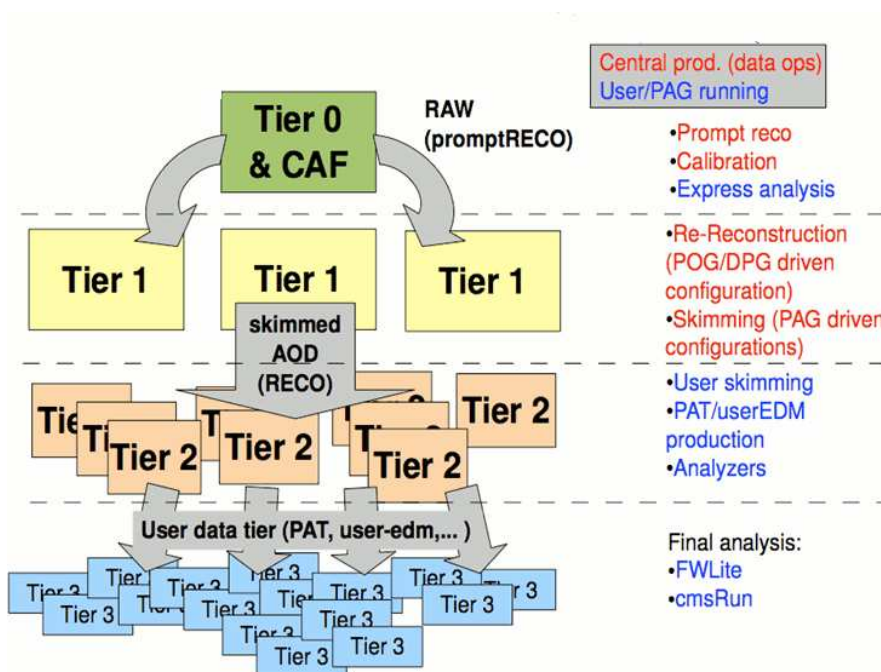 Central prod. (data ops)
User/PAG running
Tier 0
& CAF
RAW
(promptRECO)
•Prompt reco
•Calibration
•Express analysis
Tier 1
Tier 1
Tier 1
•Re-Reconstruction
(POG/DPG driven
configuration)
•Skimming (PAG driven
configurations)
skimmed
AOD
(RECO)
Tier 2
Tier 2
Tier 2
Tier 2
•User skimming
•PAT/userEDM
production
•Analyzers
User data tier (PAT, user-edm,... )
Final analysis:
•FWLite
•cmsRun
Tier 3
Tier 3
Tier 3
Tier 3
Tier 3
Tier 3
Tier 3
Tier 3
Tier 3
Tier 3
Tier 3